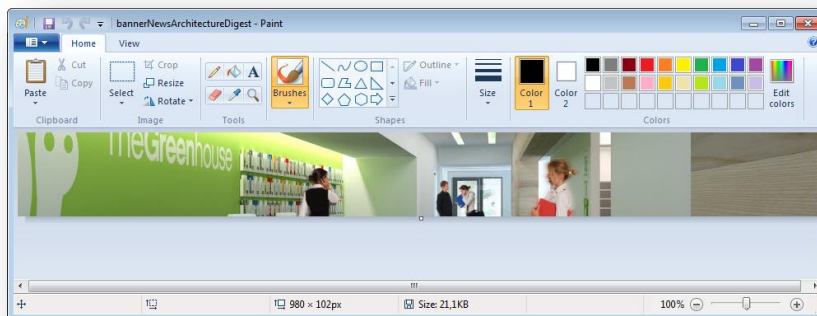 bannerNewsArchitectureDigest - Paint
Home View
Paste
Cut
Copy
Clipboard
Select
Crop
Resize
Rotate
Image
A
Tools
Brushes
Outline
Fill
Shapes
Size
Color 1
Color 2
Edit colors
Colors
TheGreenhouse
980 × 102px
Size: 21,1KB
100%